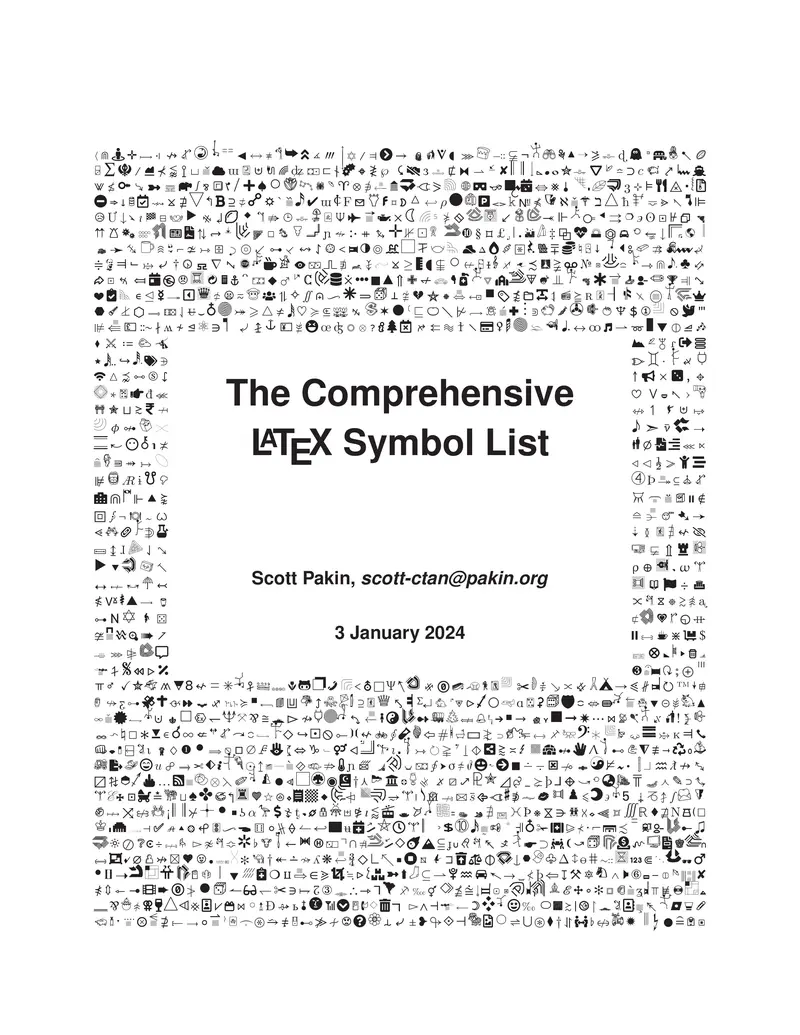 The Comprehensive
LATEX Symbol List
Scott Pakin, scott-ctan@pakin.org
3 January 2024